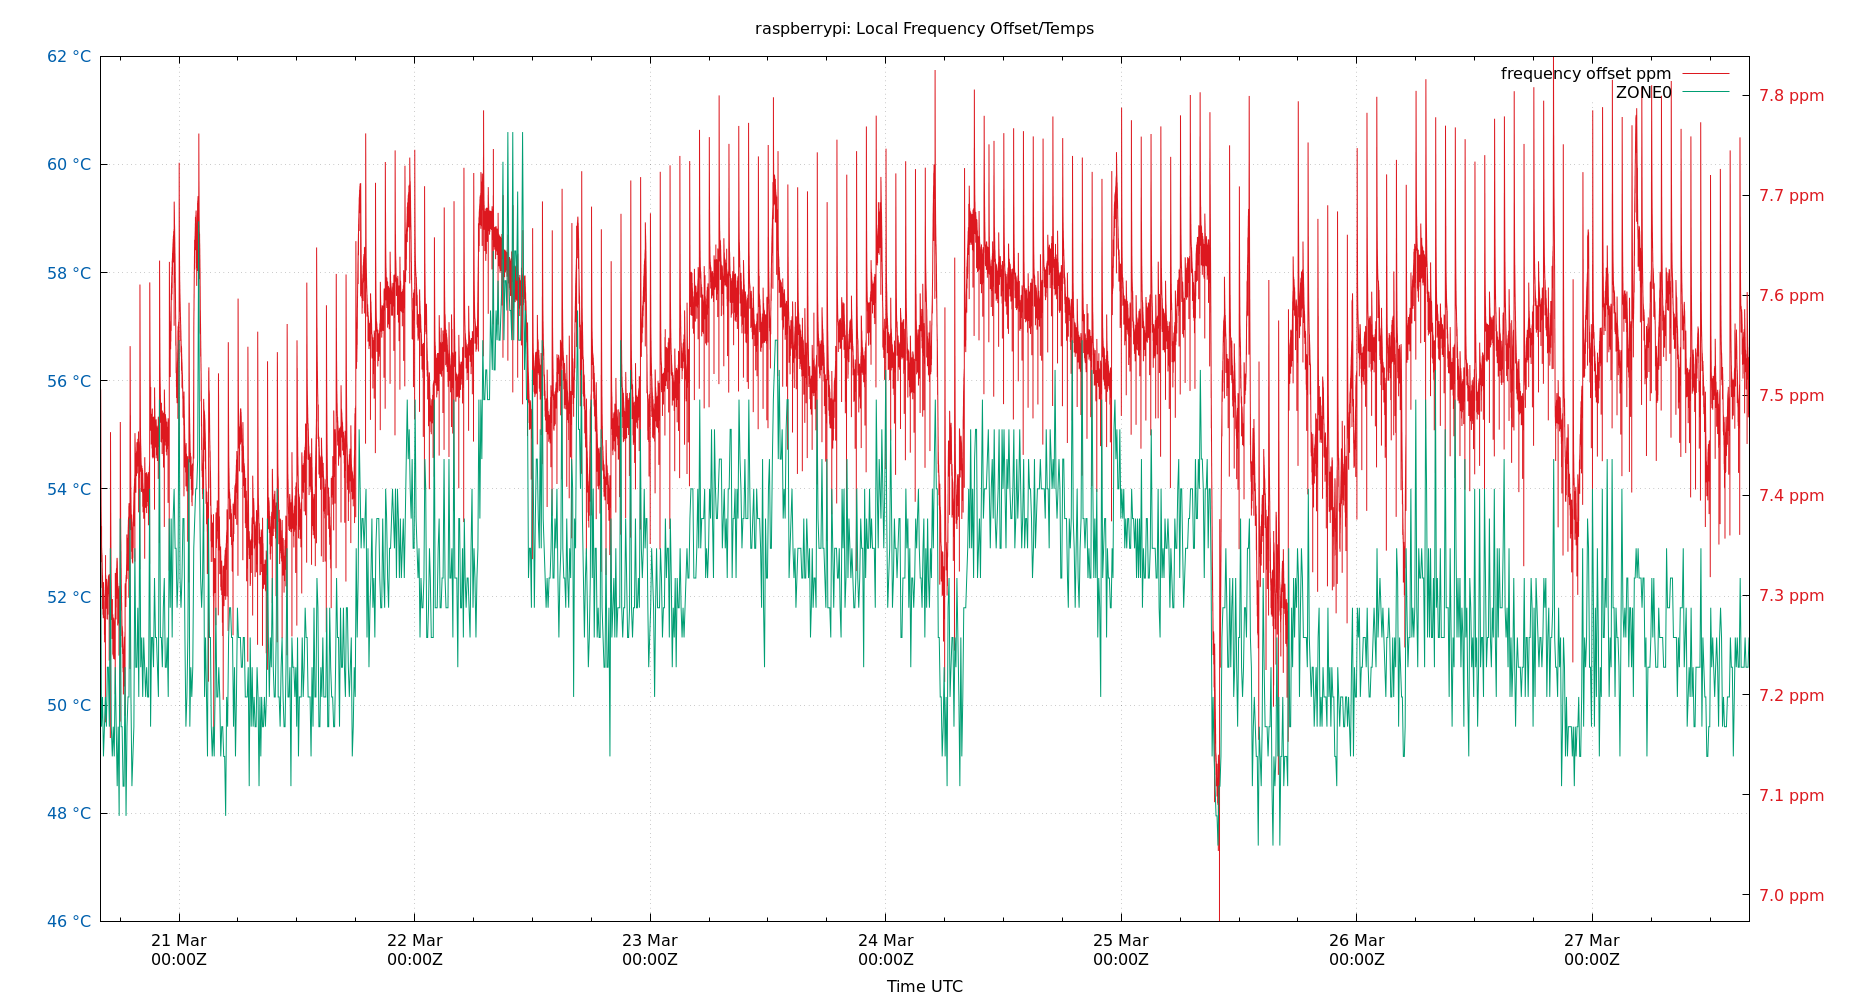 raspberrypi: Local Frequency Offset/Temps
frequency offset ppm
ZONE0
62 °C
60 °C
58 °C
56 °C
54 °C
52 °C
50 °C
48 °C
46 °C
7.8 ppm
7.7 ppm
7.6 ppm
7.5 ppm
7.4 ppm
7.3 ppm
7.2 ppm
7.1 ppm
7.0 ppm
21 Mar
00:00Z
22 Mar
00:00Z
23 Mar
00:00Z
24 Mar
00:00Z
25 Mar
00:00Z
26 Mar
00:00Z
27 Mar
00:00Z
Time UTC